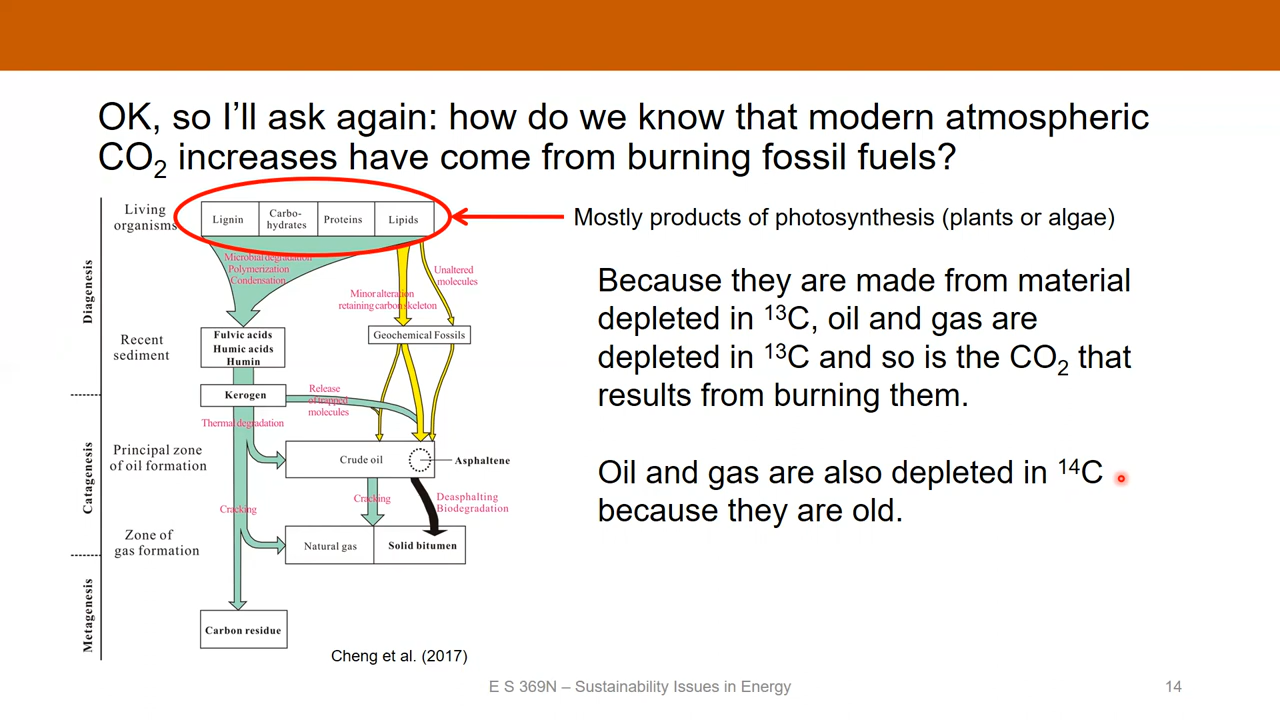 OK, so I'll ask again: how do we know that modern atmospheric
CO₂ increases have come from burning fossil fuels?
Living
organisms
Lignin
Carbo-
hydrates
Proteins
Lipids
Mostly products of photosynthesis (plants or algae)
Microbial degradation
Polymerization
Condensation
Unaltered
molecules
Minor alteration
retaining carbon skeleton
Diagenesis
Recent
sediment
Fulvic acids
Humic acids
Humin
Geochemical Fossils
Kerogen
Release
of trapped
molecules
Thermal degradation
Catagenesis
Principal zone
of oil formation
Crude oil
Asphaltene
Cracking
Cracking
Deasphalting
Biodegradation
Zone of
gas formation
Natural gas
Solid bitumen
Metagenesis
Carbon residue
Cheng et al. (2017)
Because they are made from material
depleted in ¹³C, oil and gas are
depleted in ¹³C and so is the CO₂ that
results from burning them.
Oil and gas are also depleted in ¹⁴C
because they are old.
E S 369N – Sustainability Issues in Energy
14